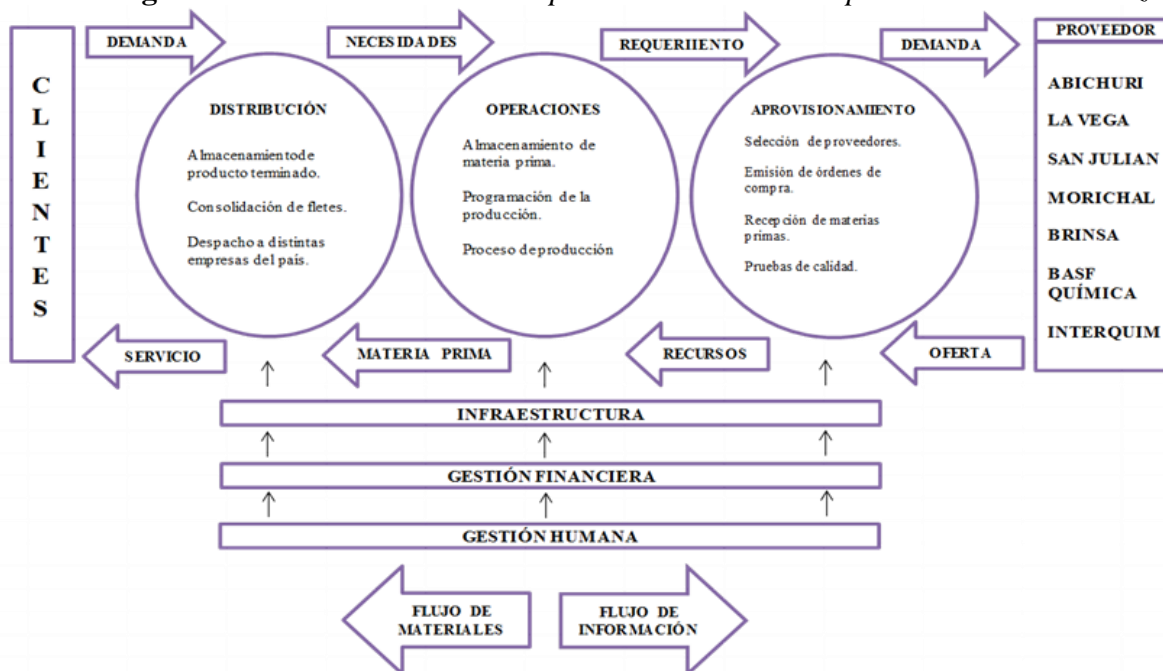 DEMANDA
NECESIDADES
REQUERIIENTO
DEMANDA
PROVEEDOR
CLIENTES
DISTRIBUCIÓN
Almacenamiento de
producto terminado.
Consolidación de fletes.
Despacho a distintas
empresas del país.
OPERACIONES
Almacenamiento de
materia prima.
Programación de la
producción.
Proceso de producción
APROVISIONAMIENTO
Selección de proveedores.
Emisión de órdenes de
compra.
Recepción de materias
primas.
Pruebas de calidad.
ABICHURI
LA VEGA
SAN JULIAN
MORICHAL
BRINSA
BASF
QUÍMICA
INTERQUIM
SERVICIO
MATERIA PRIMA
RECURSOS
OFERTA
INFRAESTRUCTURA
GESTIÓN FINANCIERA
GESTIÓN HUMANA
FLUJO DE
MATERIALES
FLUJO DE
INFORMACIÓN